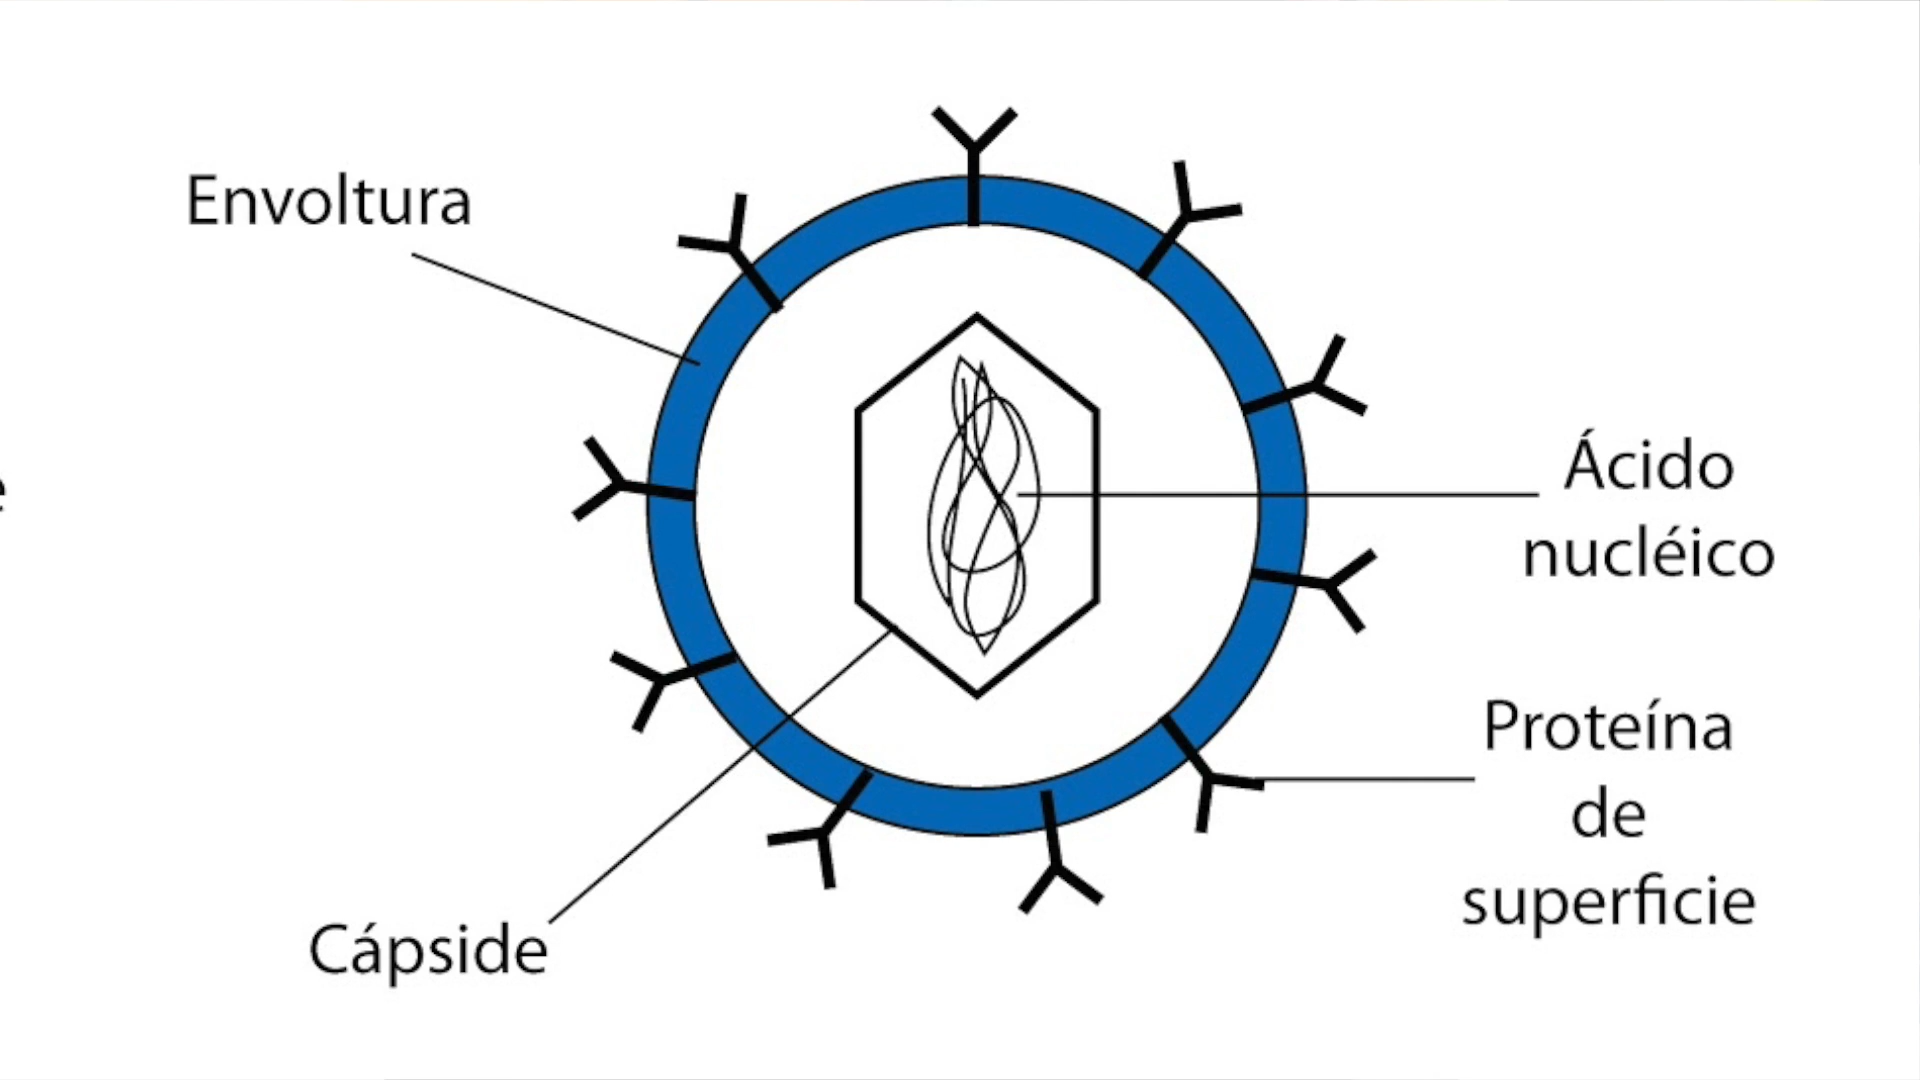 Envoltura
Ácido
nucléico
Proteína
de
superficie
Cápside